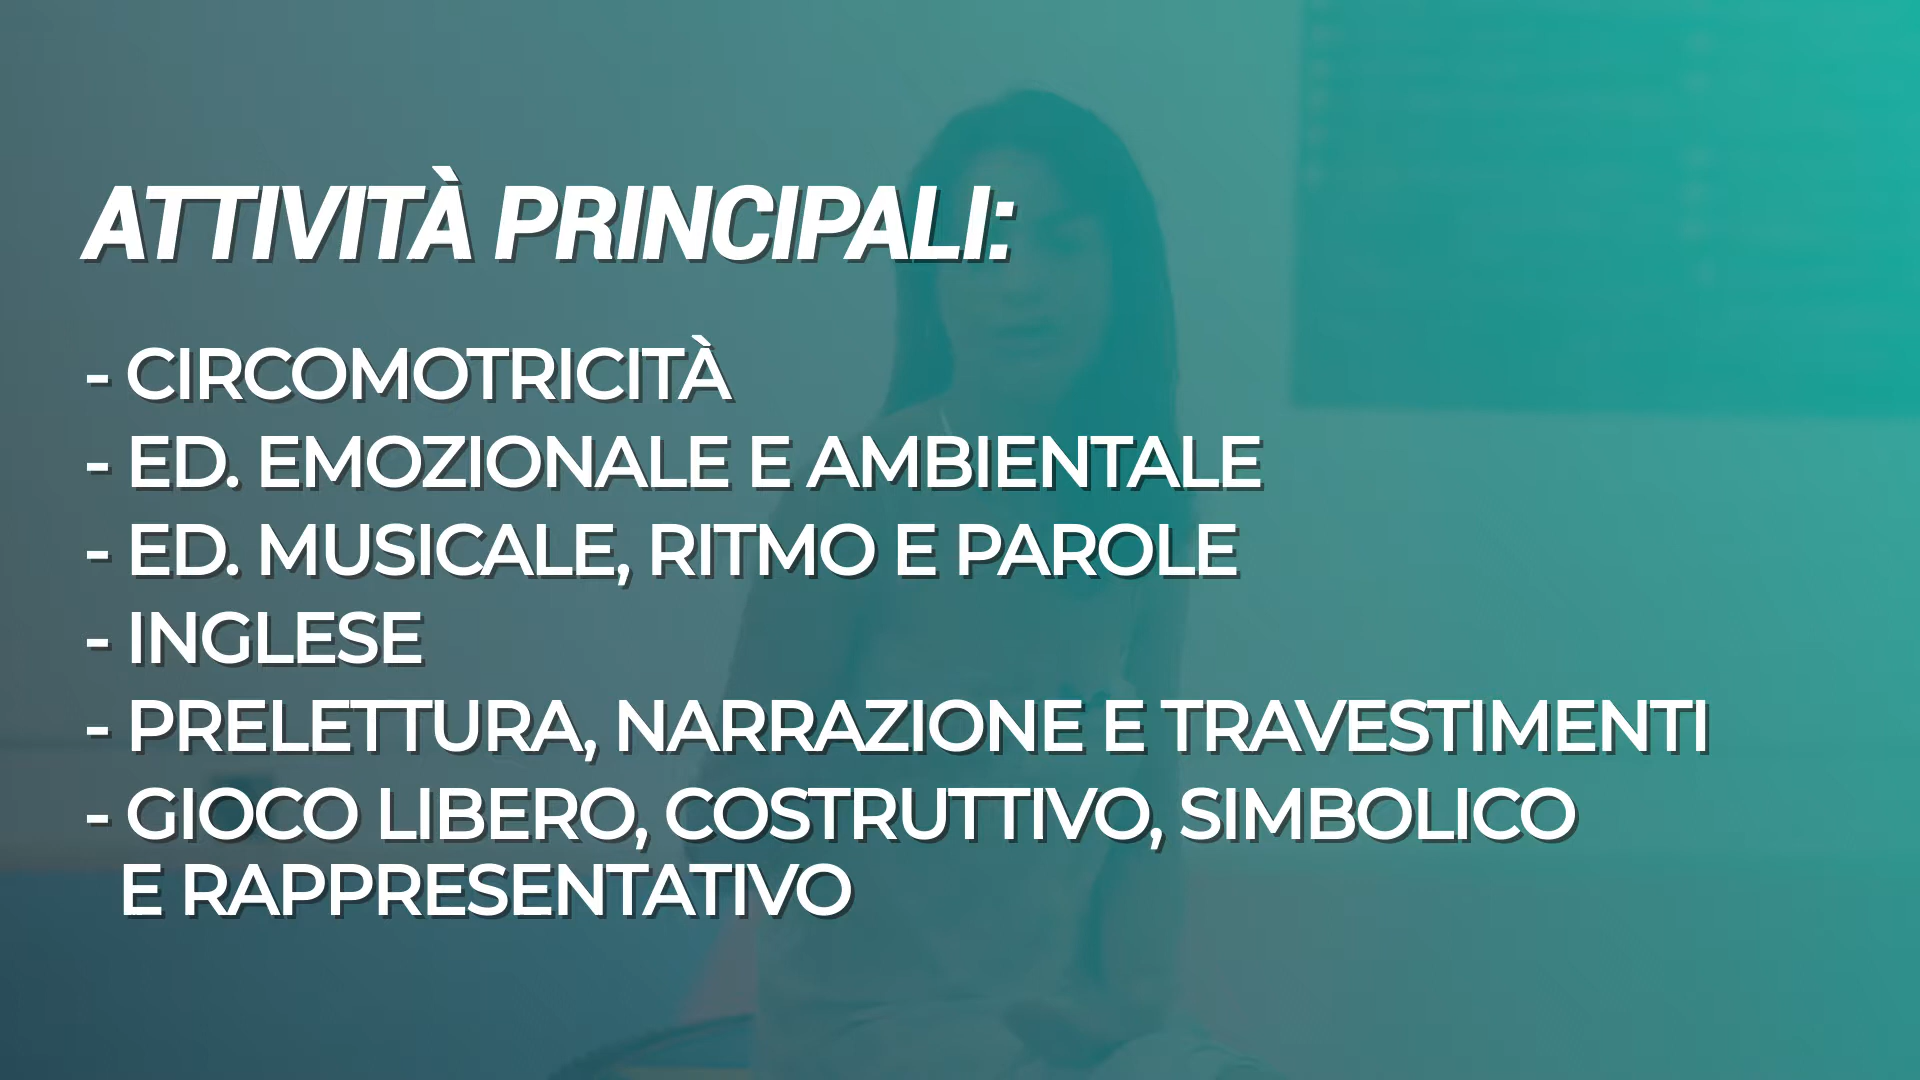 ATTIVITÀ PRINCIPALI:
- CIRCOMOTRICITÀ
- ED. EMOZIONALE E AMBIENTALE
- ED. MUSICALE, RITMO E PAROLE
- INGLESE
- PRELETTURA, NARRAZIONE E TRAVESTIMENTI
- GIOCO LIBERO, COSTRUTTIVO, SIMBOLICO
E RAPPRESENTATIVO